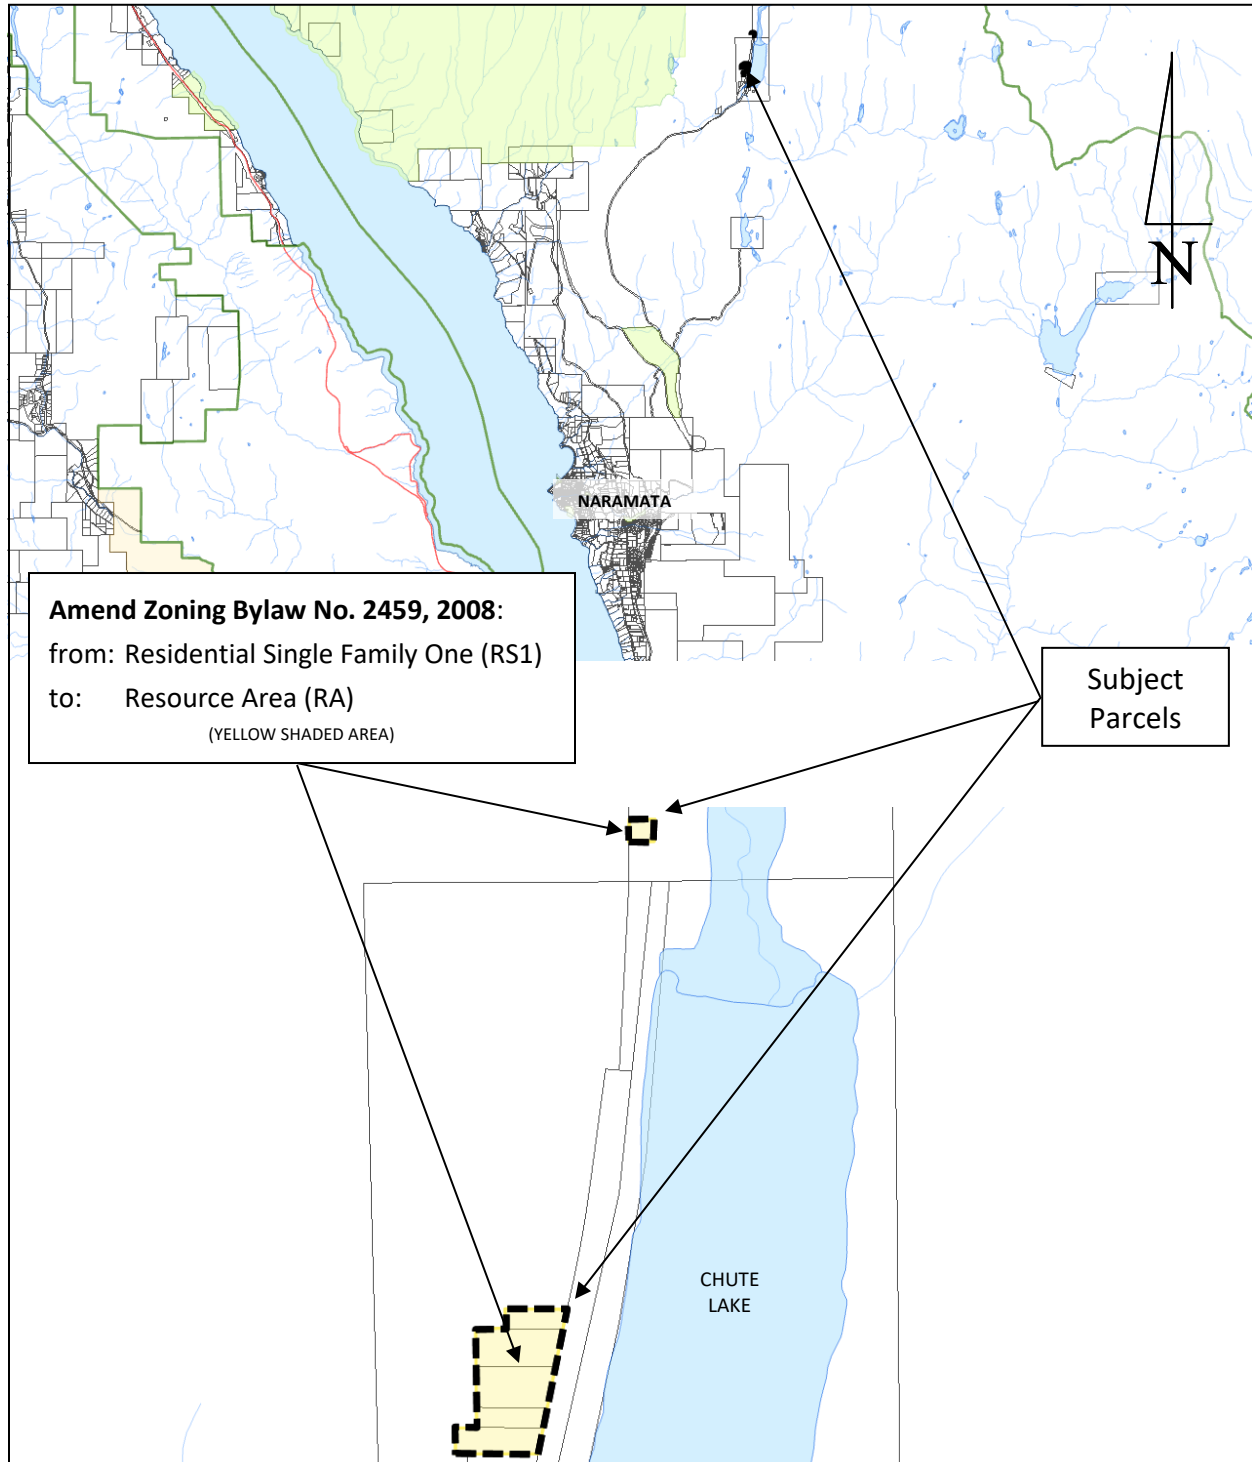 N
NARAMATA
Amend Zoning Bylaw No. 2459, 2008:
from: Residential Single Family One (RS1)
to: Resource Area (RA)
(YELLOW SHADED AREA)
Subject
Parcels
CHUTE
LAKE